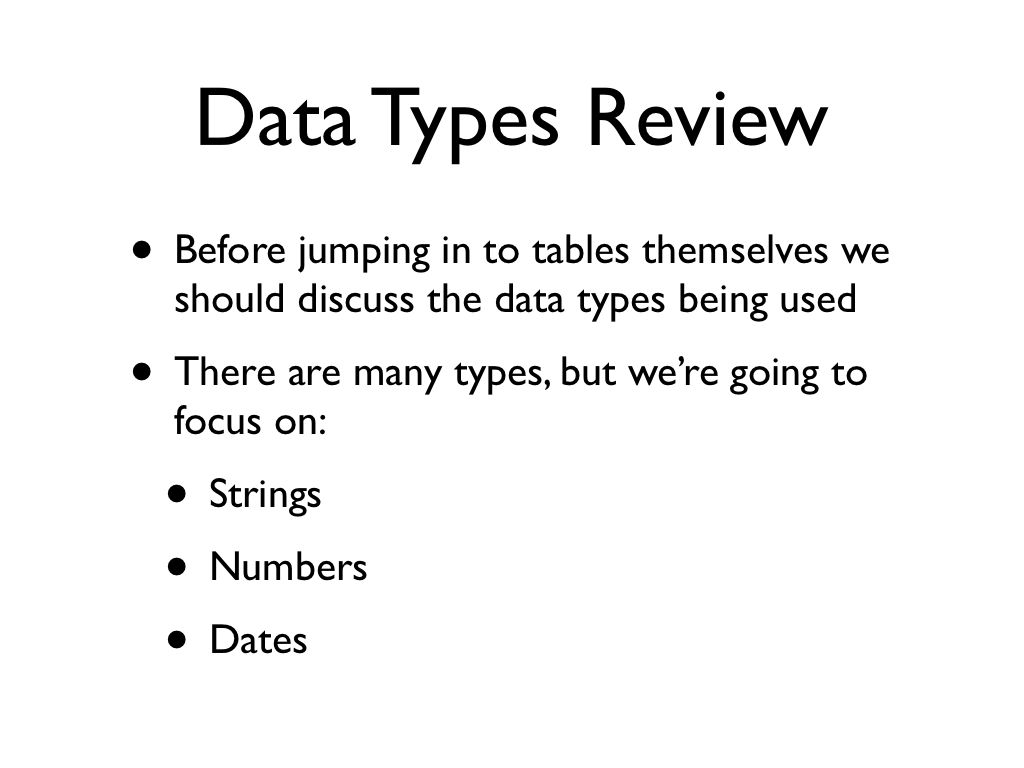 Data Types Review
• Before jumping in to tables themselves we
should discuss the data types being used
• There are many types, but we’re going to
focus on:
• Strings
• Numbers
• Dates